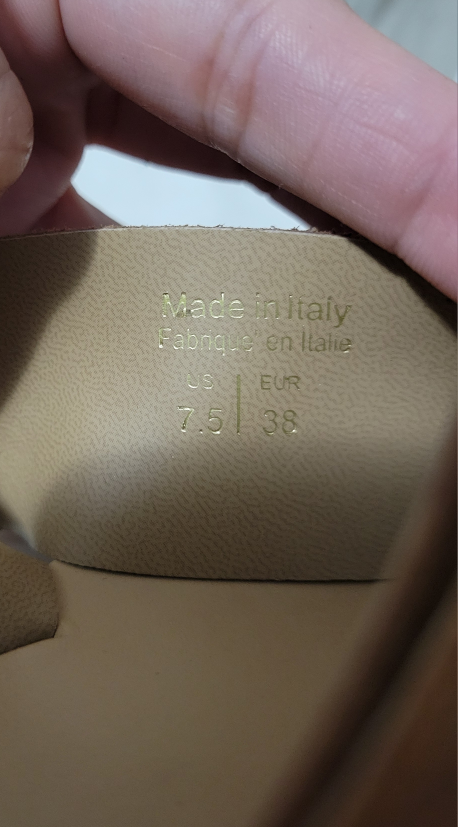 Made in Italy
Fabriqué en Italie
US | EUR
7.5 | 38